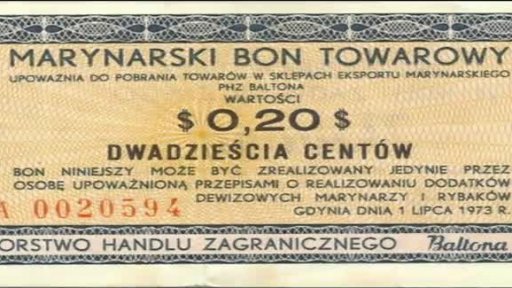 MARYNARSKI BON TOWAROWY
UPOWAŻNIA DO POBRANIA TOWARÓW W SKLEPACH EKSPORTU MARYNARSKIEGO
PHZ BALTONA
WARTOŚCI
$ 0,20 $
DWADZIEŚCIA CENTÓW
BON NINIEJSZY MOŻE BYĆ ZREALIZOWANY JEDYNIE PRZEZ
OSOBĘ UPOWAŻNIONĄ PRZEPISAMI O REALIZOWANIU DODATKÓW
DEWIZOWYCH MARYNARZY I RYBAKÓW
A 0020594
GDYNIA DNIA 1 LIPCA 1973 R.
ORSTWO HANDLU ZAGRANICZNEGO Baltona